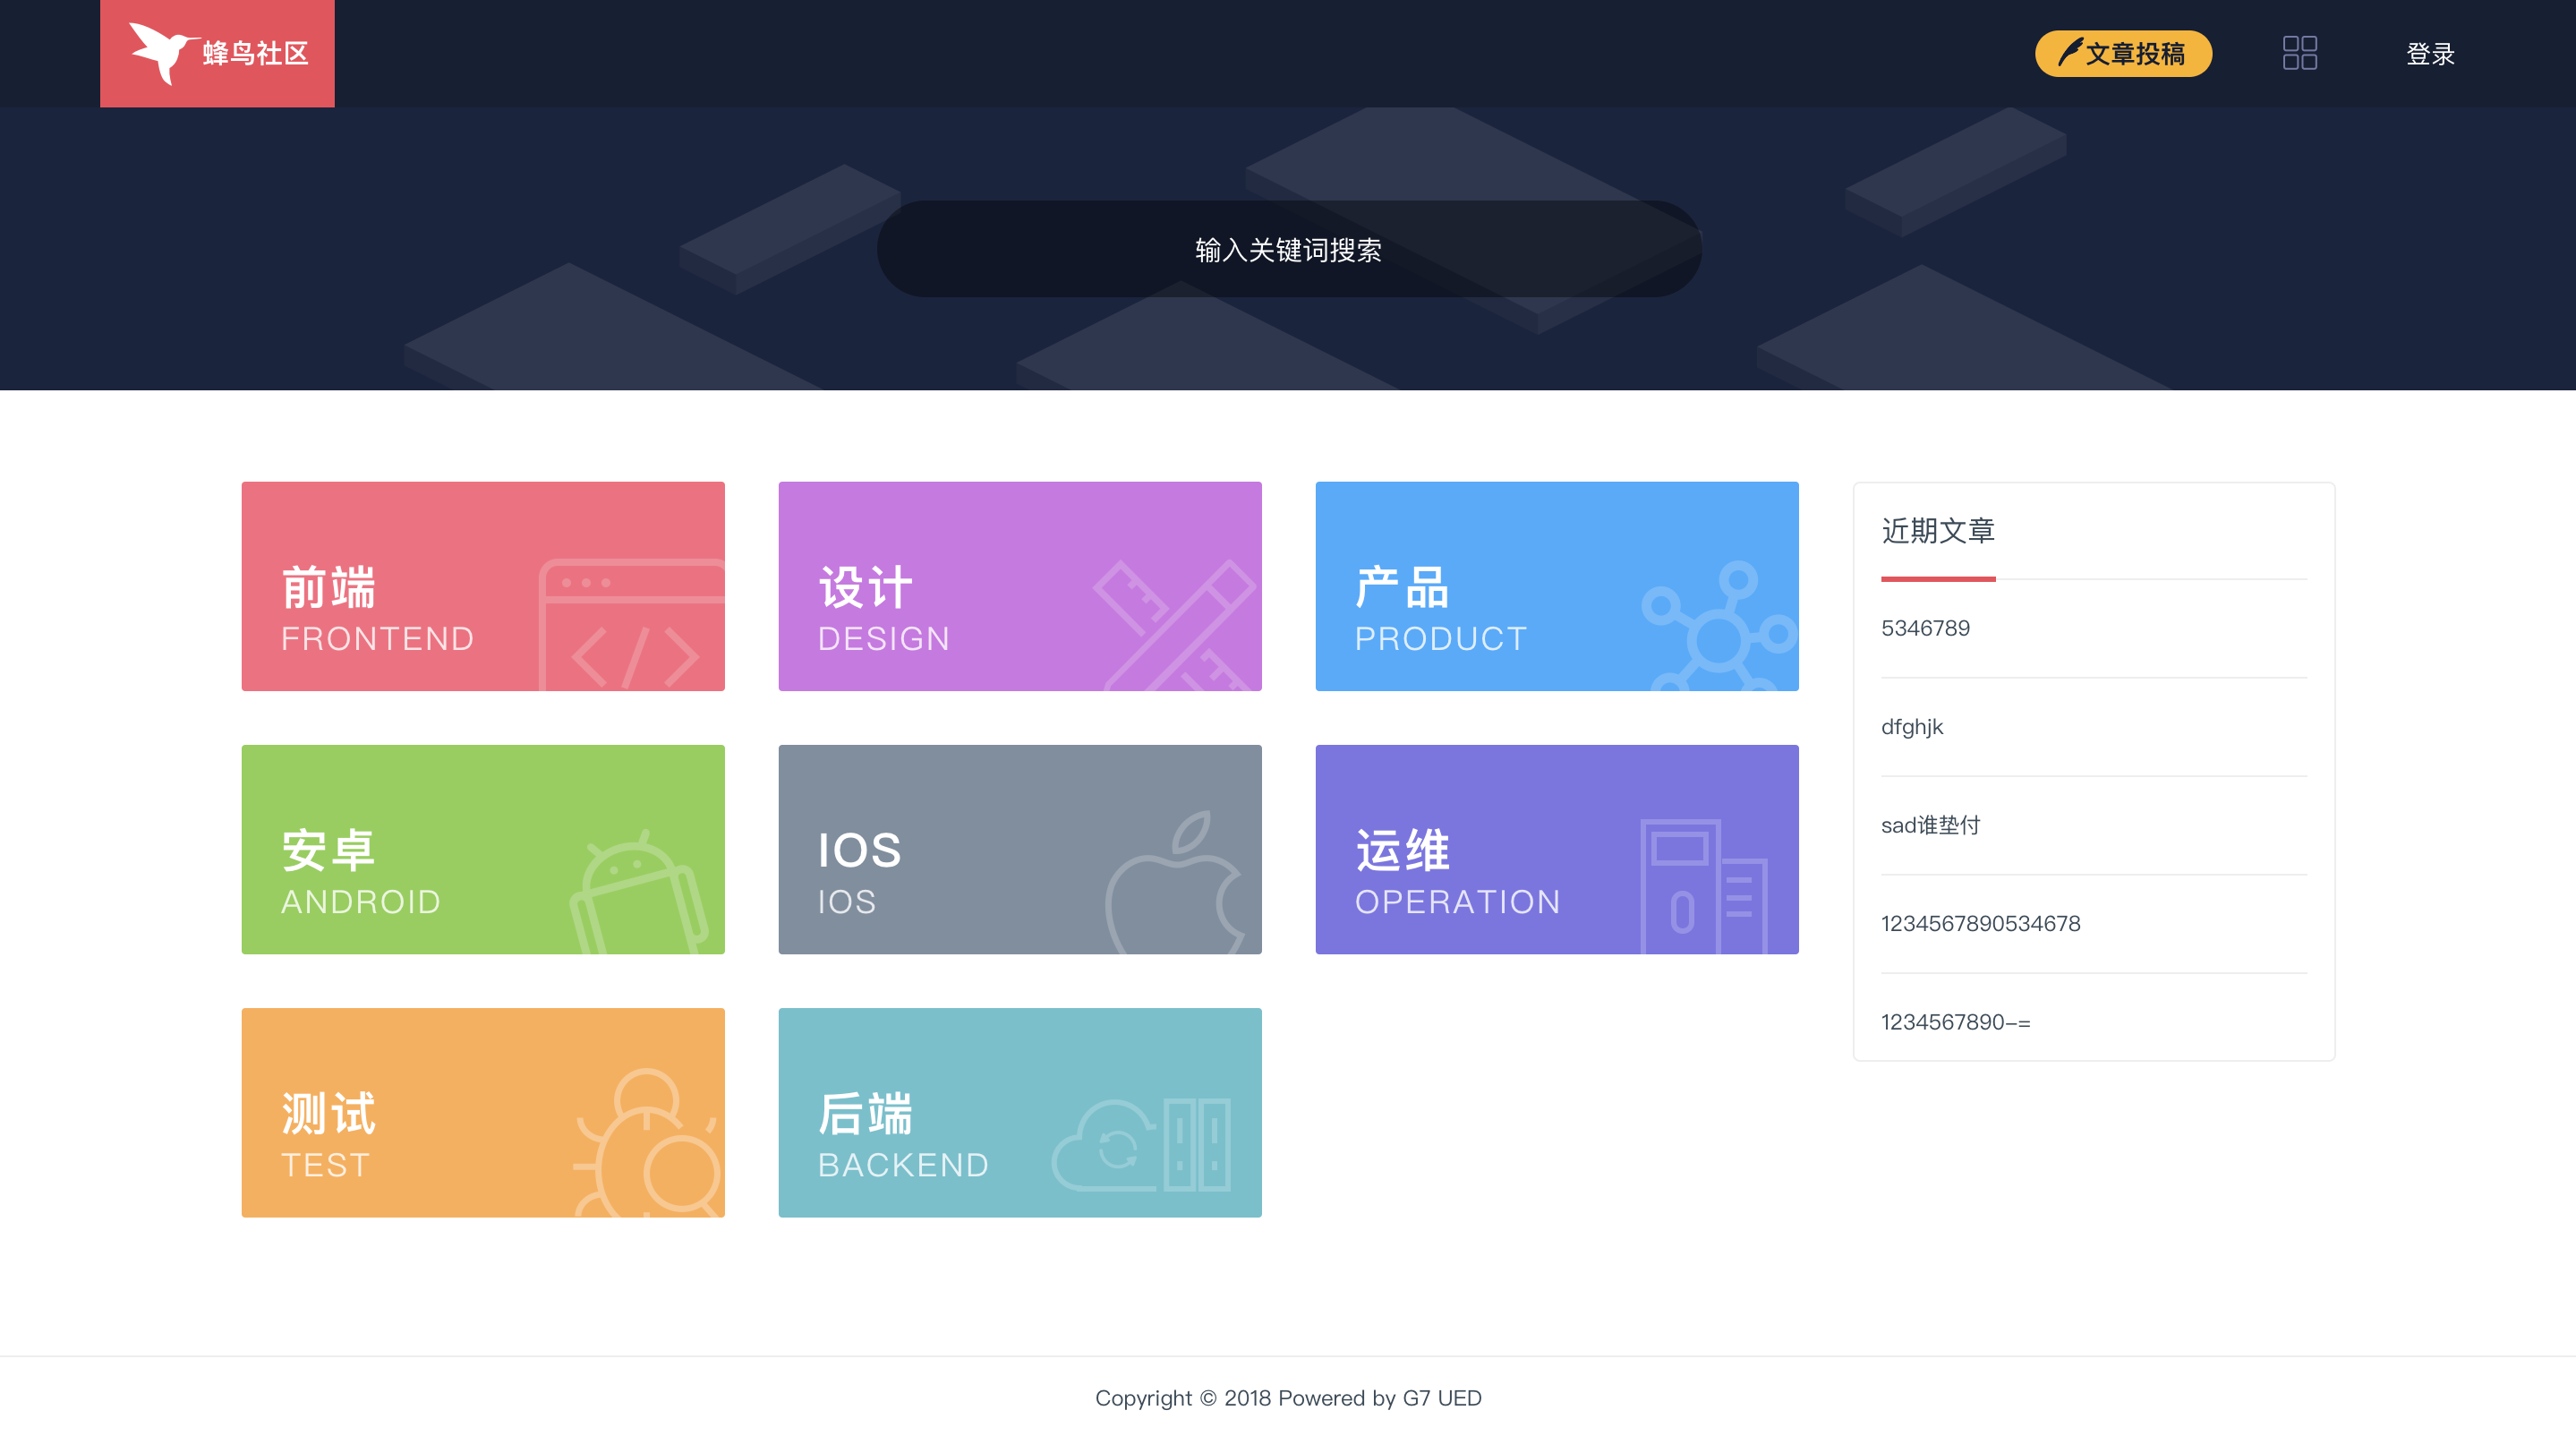 蜂鸟社区
文章投稿
登录
输入关键词搜索
前端
FRONTEND
设计
DESIGN
产品
PRODUCT
安卓
ANDROID
IOS
IOS
运维
OPERATION
测试
TEST
后端
BACKEND
近期文章
5346789
dfghjk
sad谁垫付
1234567890534678
1234567890-=
Copyright © 2018 Powered by G7 UED